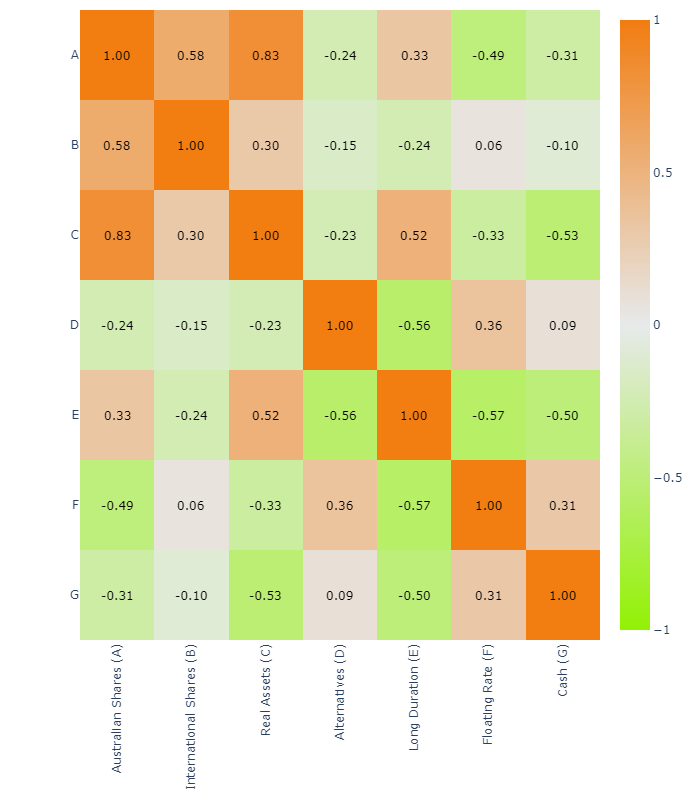 A 1.00 0.58 0.83 -0.24 0.33 -0.49 -0.31
B 0.58 1.00 0.30 -0.15 -0.24 0.06 -0.10
C 0.83 0.30 1.00 -0.23 0.52 -0.33 -0.53
D -0.24 -0.15 -0.23 1.00 -0.56 0.36 0.09
E 0.33 -0.24 0.52 -0.56 1.00 -0.57 -0.50
F -0.49 0.06 -0.33 0.36 -0.57 1.00 0.31
G -0.31 -0.10 -0.53 0.09 -0.50 0.31 1.00
Australian Shares (A)
International Shares (B)
Real Assets (C)
Alternatives (D)
Long Duration (E)
Floating Rate (F)
Cash (G)
1
0.5
0
−0.5
−1